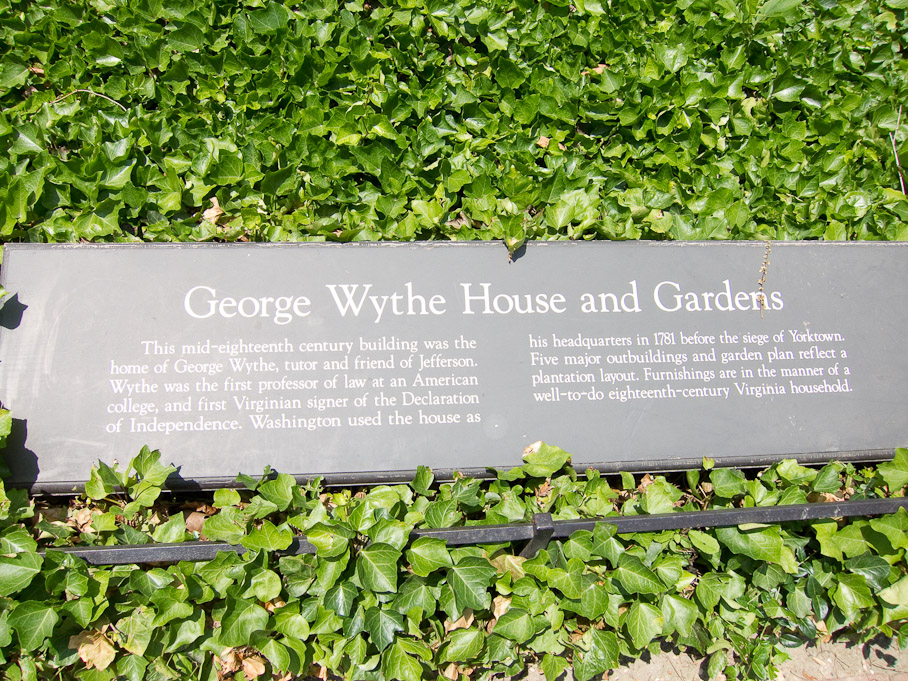 George Wythe House and Gardens
This mid-eighteenth century building was the
home of George Wythe, tutor and friend of Jefferson.
Wythe was the first professor of law at an American
college, and first Virginian signer of the Declaration
of Independence. Washington used the house as
his headquarters in 1781 before the siege of Yorktown.
Five major outbuildings and garden plan reflect a
plantation layout. Furnishings are in the manner of a
well-to-do eighteenth-century Virginia household.